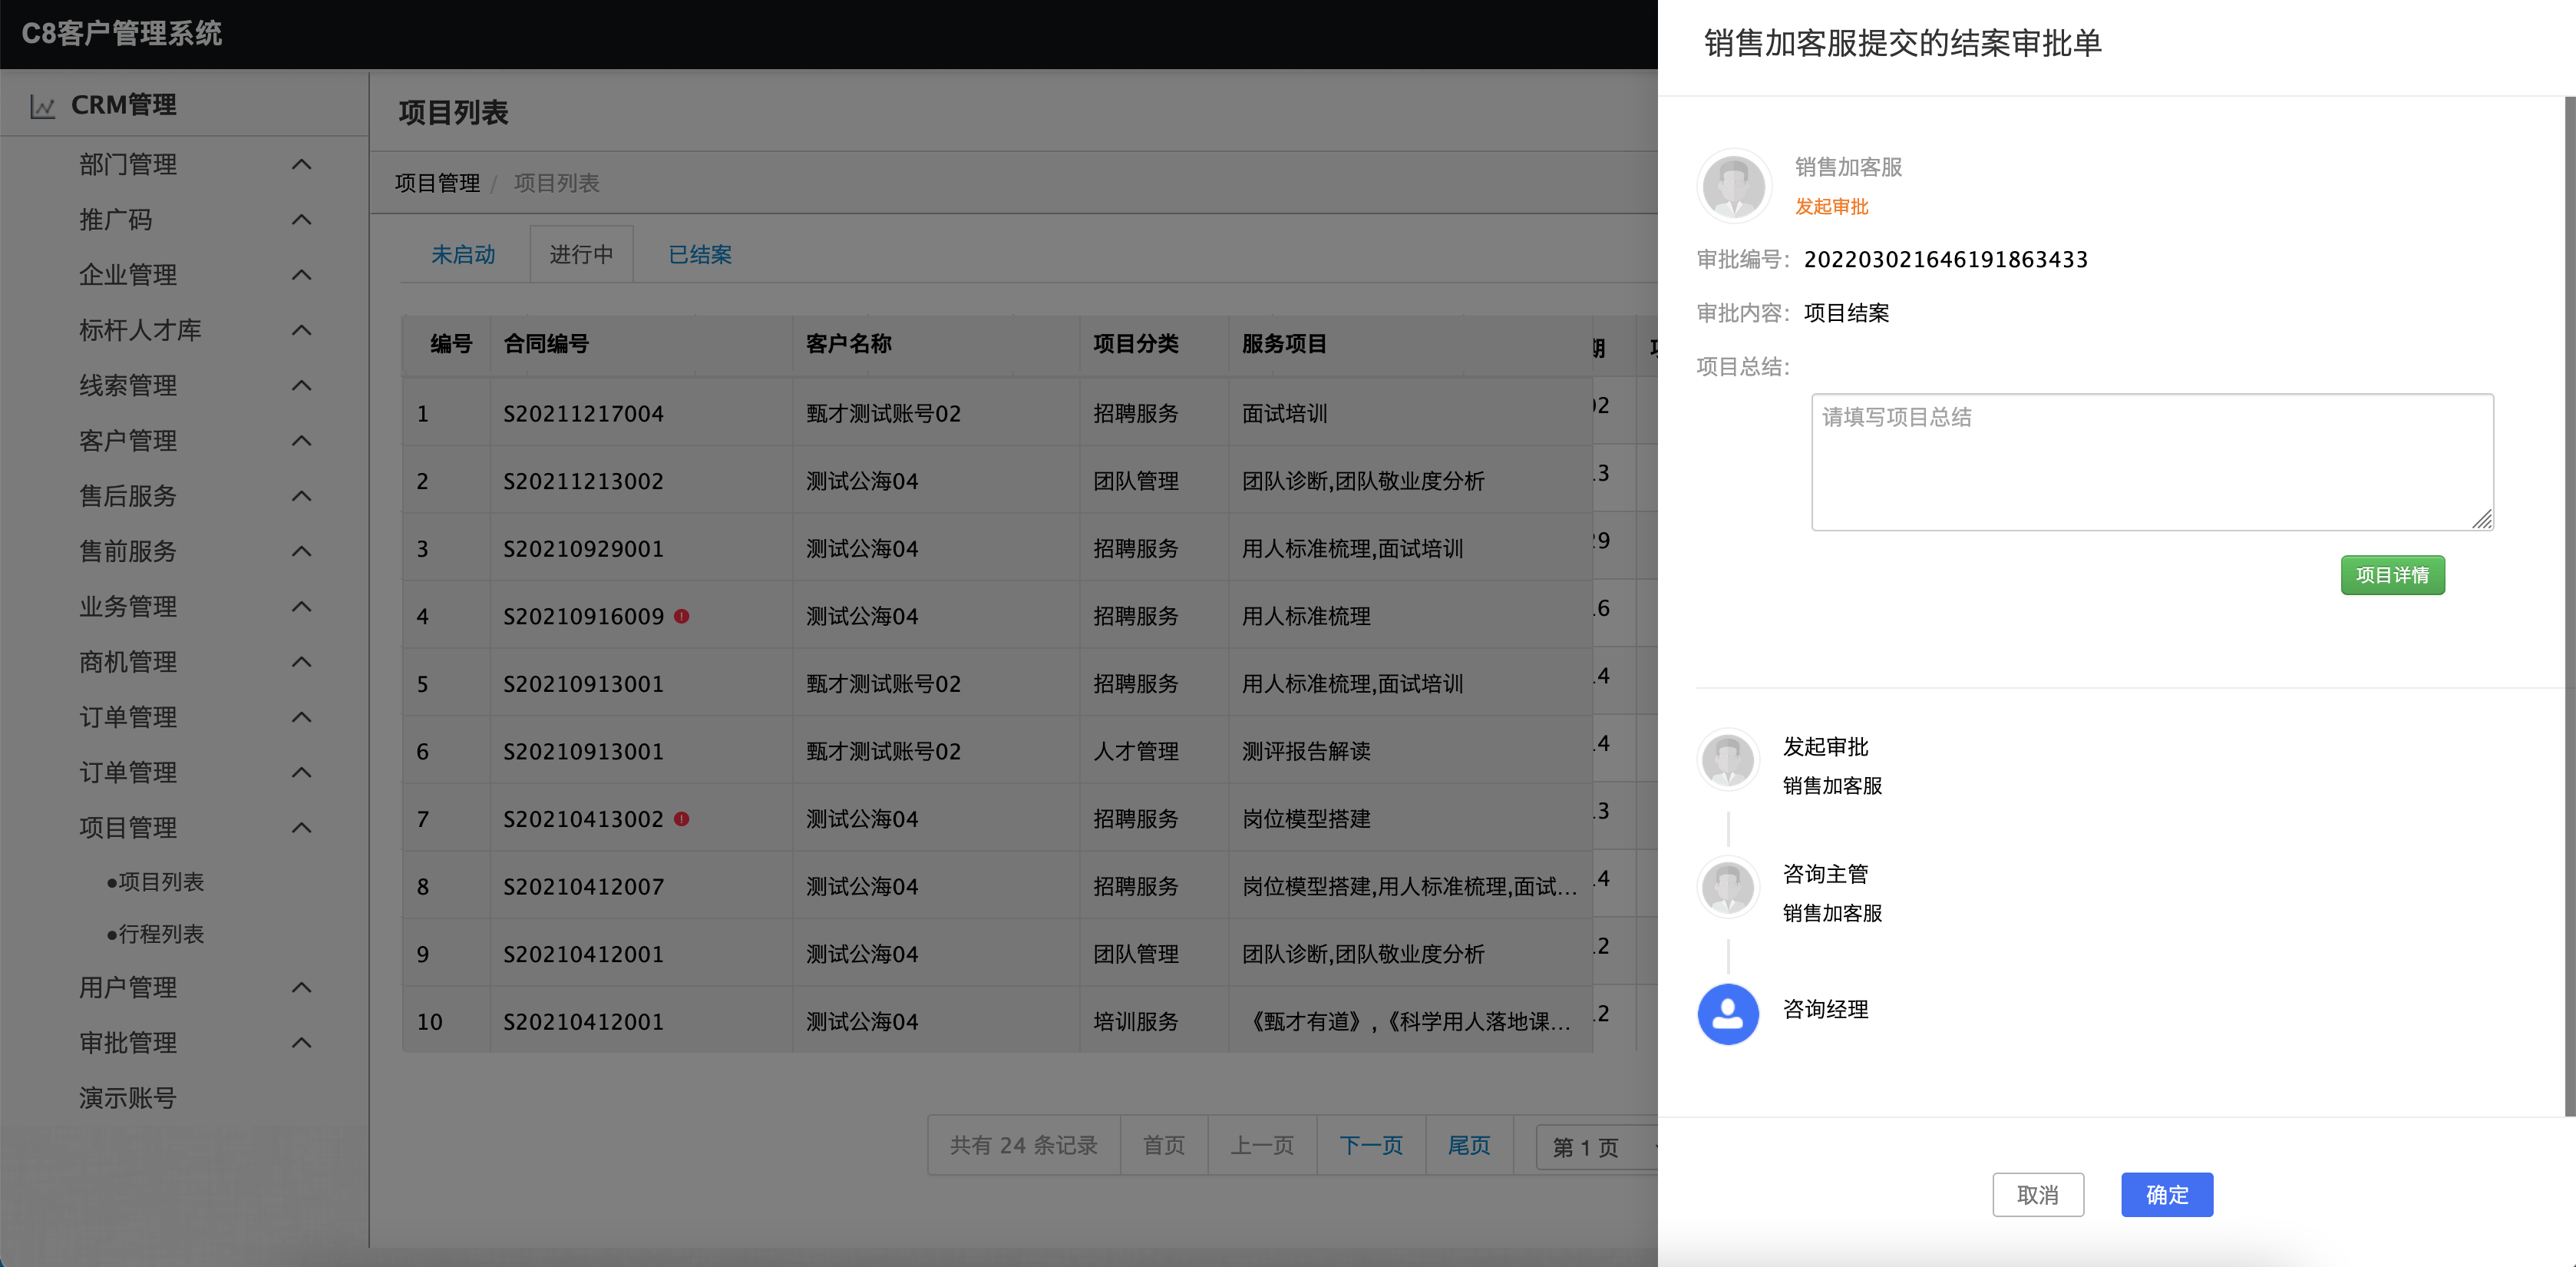 C8客户管理系统
CRM管理
部门管理
推广码
企业管理
标杆人才库
线索管理
客户管理
售后服务
售前服务
业务管理
商机管理
订单管理
订单管理
项目管理
●项目列表
●行程列表
用户管理
审批管理
演示账号
项目列表
项目管理 / 项目列表
未启动 进行中 已结案
编号 合同编号 客户名称 项目分类 服务项目 期
1 S20211217004 甄才测试账号02 招聘服务 面试培训 02
2 S20211213002 测试公海04 团队管理 团队诊断,团队敬业度分析 .3
3 S20210929001 测试公海04 招聘服务 用人标准梳理,面试培训 9
4 S20210916009 测试公海04 招聘服务 用人标准梳理 .6
5 S20210913001 甄才测试账号02 招聘服务 用人标准梳理,面试培训 .4
6 S20210913001 甄才测试账号02 人才管理 测评报告解读 .4
7 S20210413002 测试公海04 招聘服务 岗位模型搭建 .3
8 S20210412007 测试公海04 招聘服务 岗位模型搭建,用人标准梳理,面试... .4
9 S20210412001 测试公海04 团队管理 团队诊断,团队敬业度分析 .2
10 S20210412001 测试公海04 培训服务 《甄才有道》,《科学用人落地课... .2
共有 24 条记录 首页 上一页 下一页 尾页 第 1 页
销售加客服提交的结案审批单
销售加客服
发起审批
审批编号: 202203021646191863433
审批内容: 项目结案
项目总结:
请填写项目总结
项目详情
发起审批
销售加客服
咨询主管
销售加客服
咨询经理
取消 确定